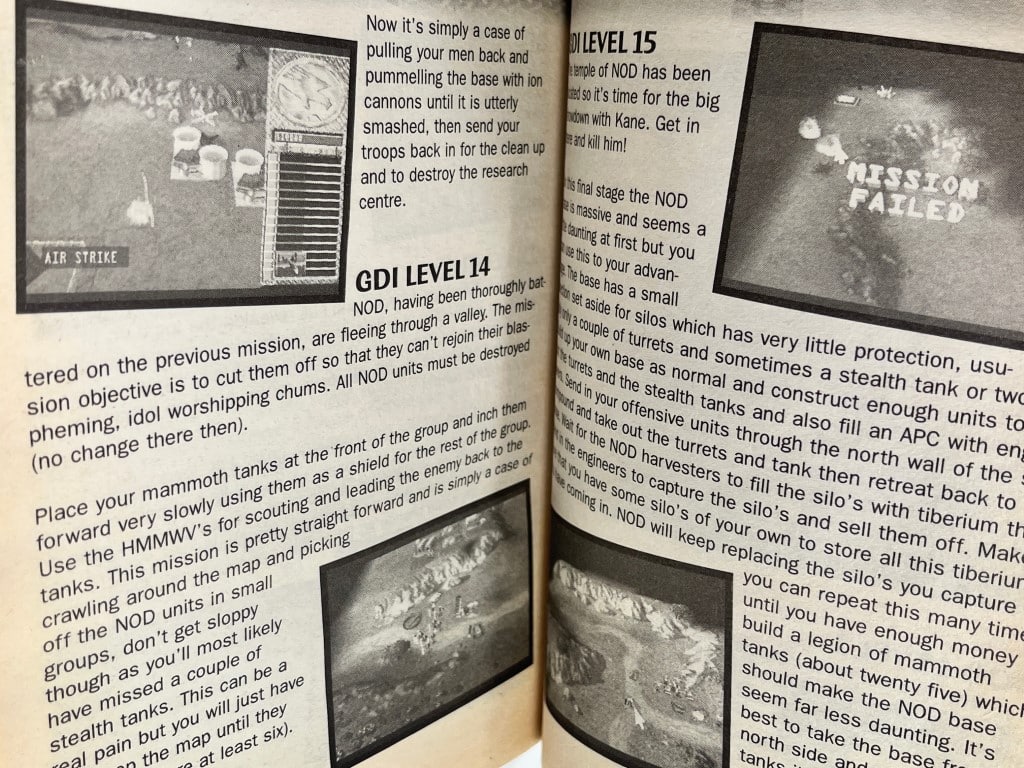 AIR STRIKE
Now it's simply a case of
pulling your men back and
pummelling the base with ion
cannons until it is utterly
smashed, then send your
troops back in for the clean up
and to destroy the research
centre.
GDI LEVEL 14
NOD, having been thoroughly bat-
tered on the previous mission, are fleeing through a valley. The mis-
sion objective is to cut them off so that they can't rejoin their blas-
pheming, idol worshipping chums. All NOD units must be destroyed
(no change there then).
Place your mammoth tanks at the front of the group and inch them
forward very slowly using them as a shield for the rest of the group.
Use the HMMWV's for scouting and leading the enemy back to the
tanks. This mission is pretty straight forward and is simply a case of
crawling around the map and picking
off the NOD units in small
groups, don't get sloppy
though as you'll most likely
have missed a couple of
stealth tanks. This can be a
real pain but you will just have
on the map until they
at least six).
GDI LEVEL 15
temple of NOD has been
so it's time for the big
with Kane. Get in
and kill him!
this final stage the NOD
is massive and seems a
daunting at first but you
use this to your advan-
The base has a small
set aside for silos which has very little protection, usu-
only a couple of turrets and sometimes a stealth tank or two
up your own base as normal and construct enough units to
the turrets and the stealth tanks and also fill an APC with
Send in your offensive units through the north wall of the
and take out the turrets and tank then retreat back to
Wait for the NOD harvesters to fill the silo's with tiberium
in the engineers to capture the silo's and sell them off. Make
that you have some silo's of your own to store all this
have coming in. NOD will keep replacing the silo's you capture
you can repeat this many
until you have enough money
build a legion of mammoth
tanks (about twenty five)
should make the NOD base
seem far less daunting. It's
best to take the base
north side and
MISSION
FAILED